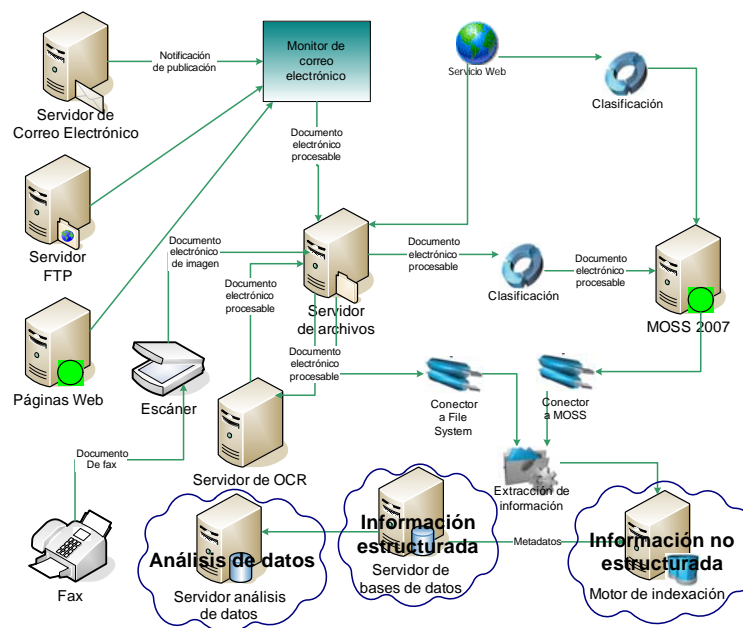 Notificación
de publicación
Monitor de
correo
electrónico
Servicio Web
Clasificación
Servidor de
Correo Electrónico
Documento
electrónico
procesable
Servidor
FTP
Documento
electrónico
de imagen
Documento
electrónico
procesable
Servidor
de archivos
Documento
electrónico
procesable
Clasificación
Documento
electrónico
procesable
MOSS 2007
Páginas Web
Escáner
Documento
electrónico
procesable
Conector
a File
System
Conector
a MOSS
Documento
De fax
Servidor de OCR
Extracción de
información
Fax
Análisis de datos
Servidor análisis
de datos
Información
estructurada
Servidor de
bases de datos
Metadatos
Información no
estructurada
Motor de indexación